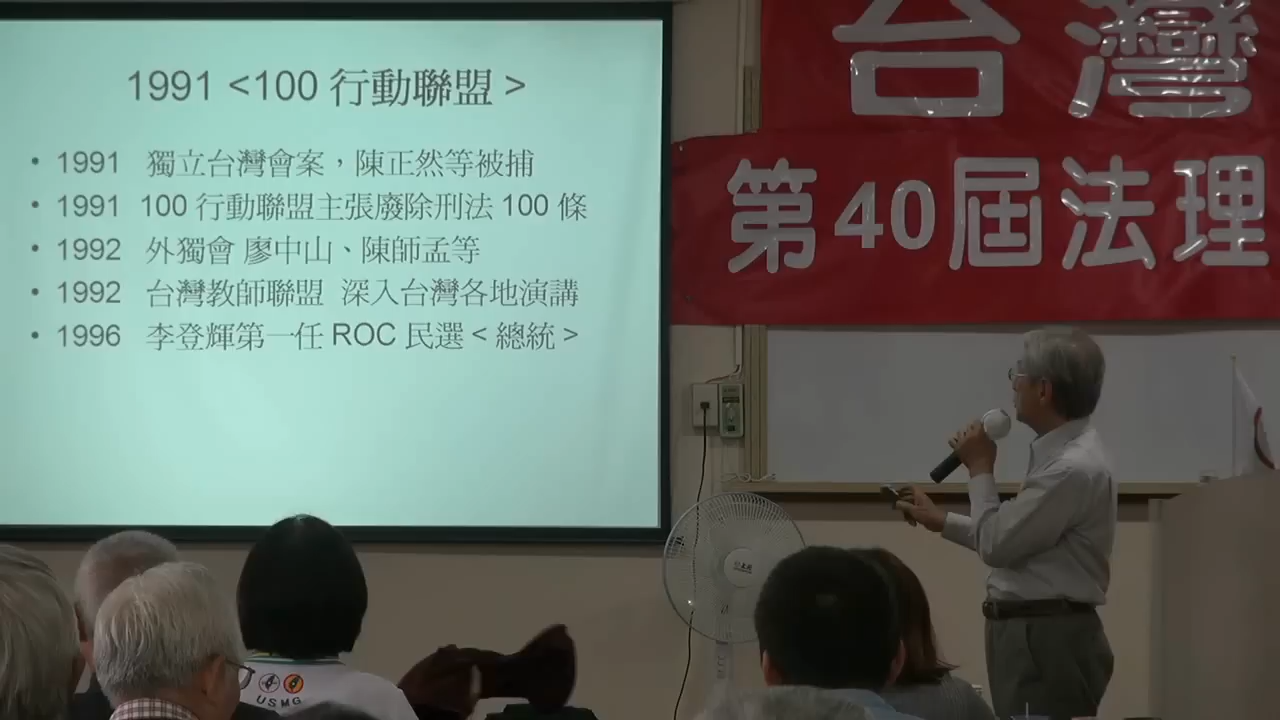 1991 <100 行動聯盟 >
• 1991 獨立台灣會案，陳正然等被捕
• 1991 100 行動聯盟主張廢除刑法 100 條
• 1992 外獨會 廖中山、陳師孟等
• 1992 台灣教師聯盟 深入台灣各地演講
• 1996 李登輝第一任 ROC 民選 < 總統 >
台灣
第40屆法理
USMG